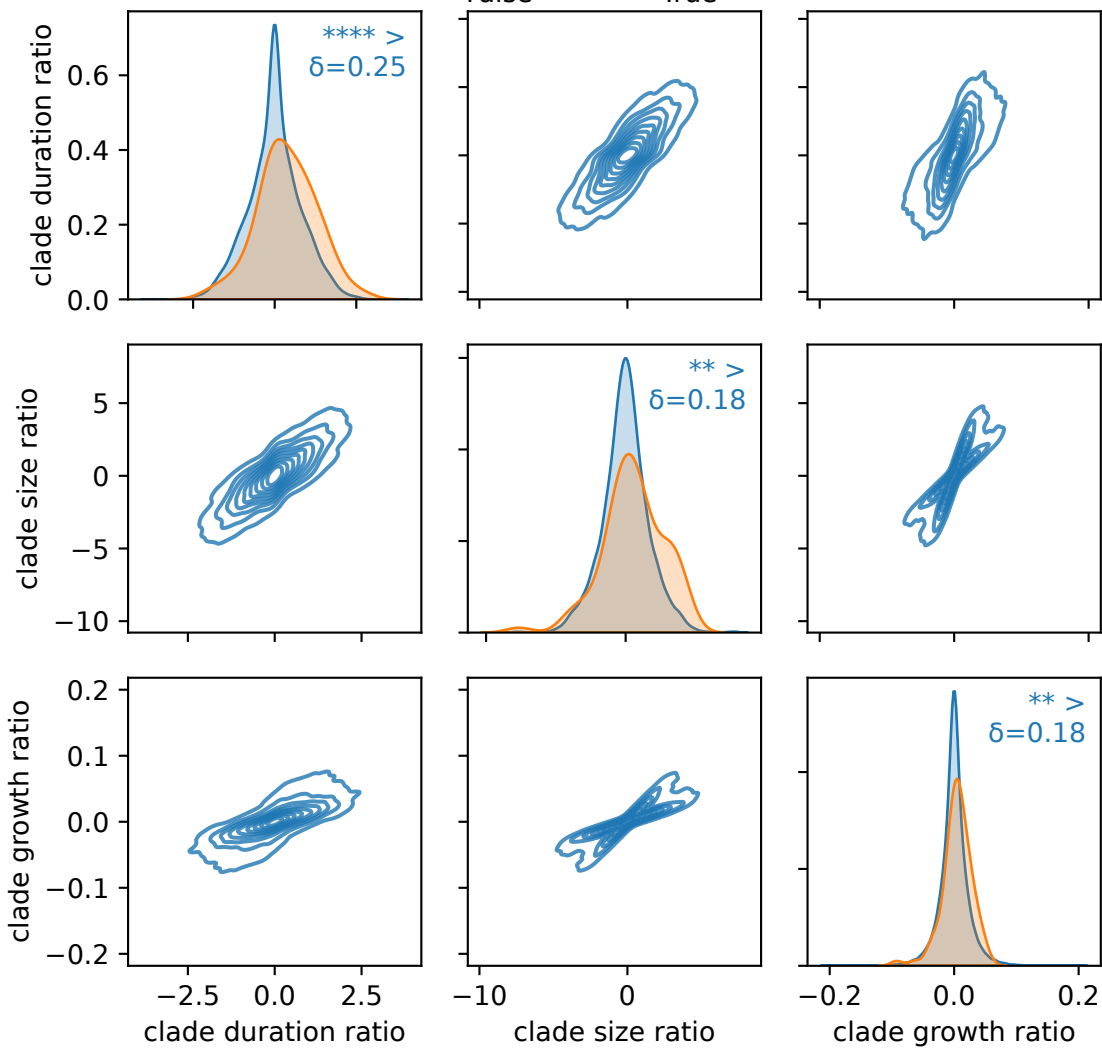 False True
clade duration ratio
0.6
0.4
0.2
0.0
**** >
δ=0.25
clade size ratio
5
0
−5
−10
** >
δ=0.18
clade growth ratio
0.2
0.1
0.0
−0.1
−0.2
** >
δ=0.18
−2.5 0.0 2.5
−10 0
−0.2 0.0 0.2
clade duration ratio
clade size ratio
clade growth ratio